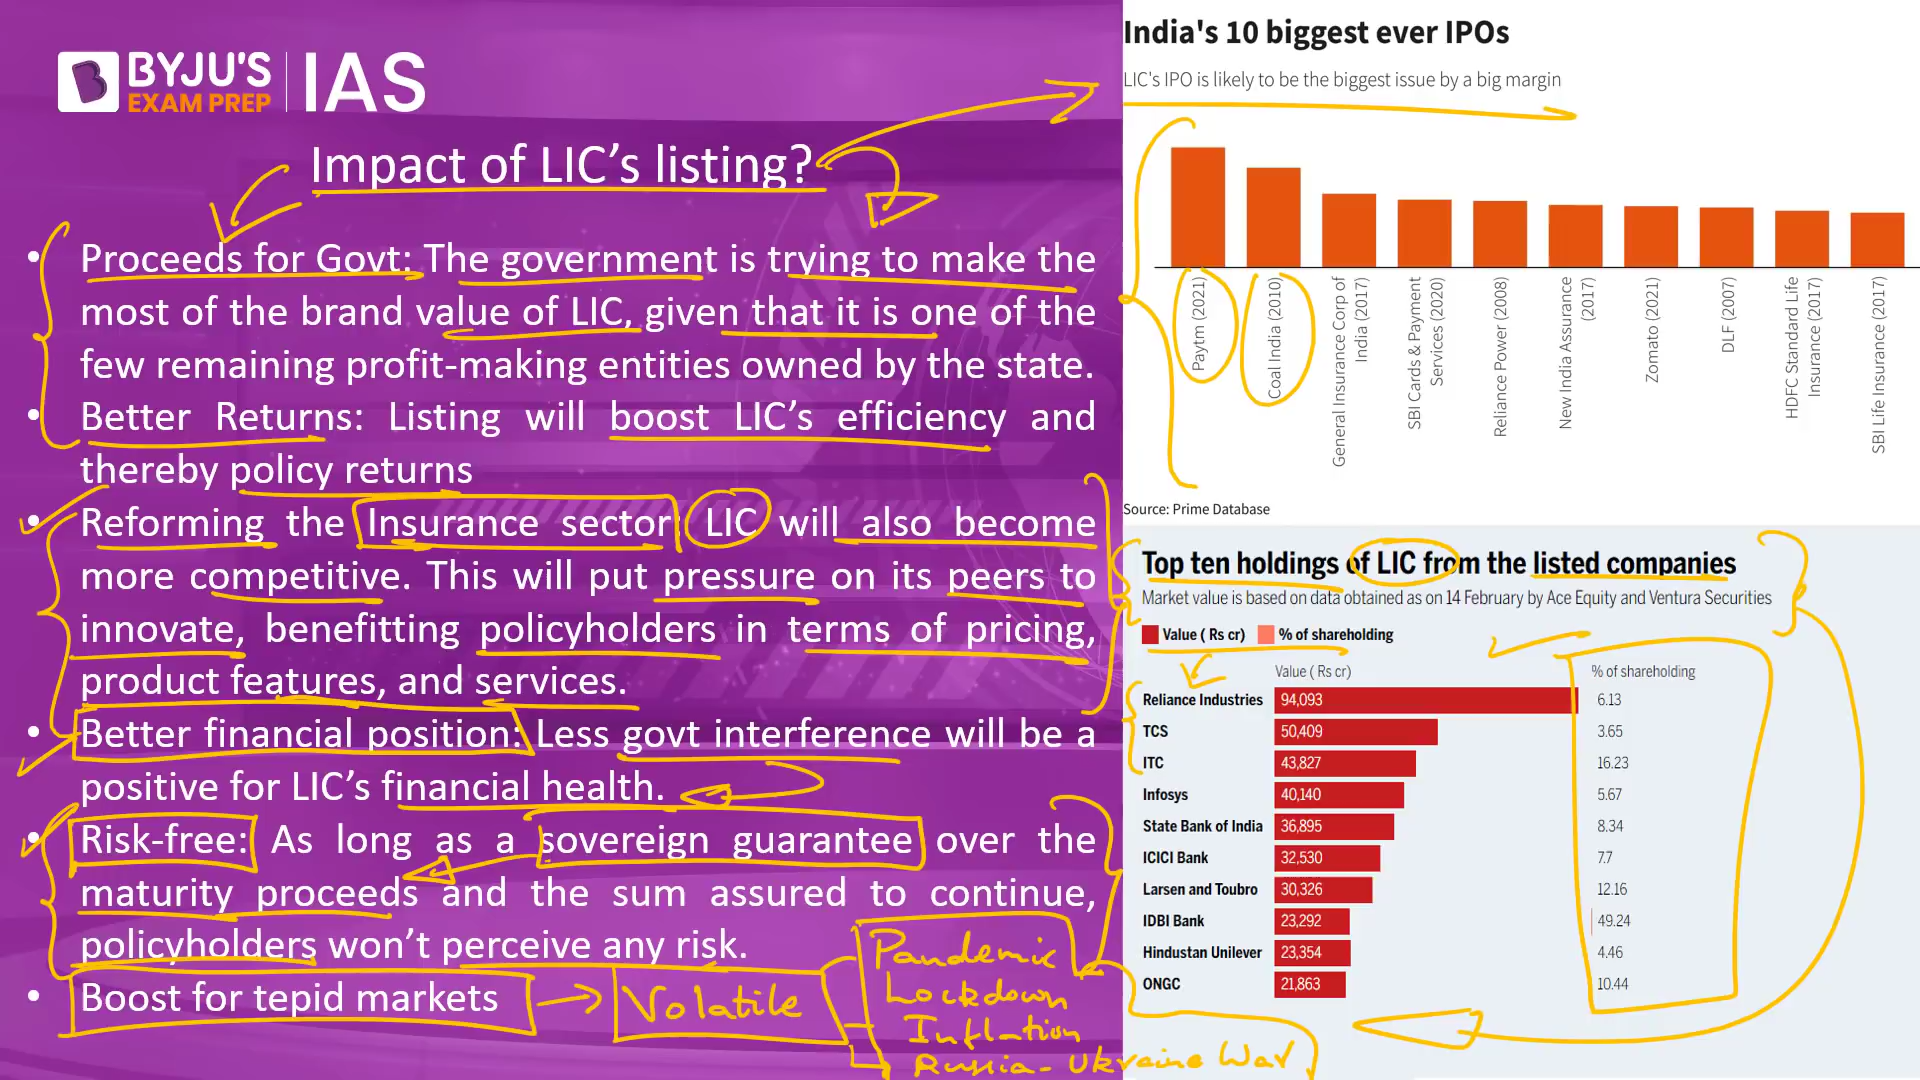 BYJU'S
EXAM PREP
IAS
Impact of LIC’s listing?
• Proceeds for Govt: The government is trying to make the
most of the brand value of LIC, given that it is one of the
few remaining profit-making entities owned by the state.
• Better Returns: Listing will boost LIC’s efficiency and
thereby policy returns
• Reforming the Insurance sector: LIC will also become
more competitive. This will put pressure on its peers to
innovate, benefitting policyholders in terms of pricing,
product features, and services.
• Better financial position: Less govt interference will be a
positive for LIC’s financial health.
• Risk-free: As long as a sovereign guarantee over the
maturity proceeds and the sum assured to continue,
policyholders won’t perceive any risk.
• Boost for tepid markets
Volatile
Pandemic
Lockdown
Inflation
Russia-Ukraine War
India's 10 biggest ever IPOs
LIC's IPO is likely to be the biggest issue by a big margin
Paytm (2021)
Coal India (2010)
General Insurance Corp of
India (2017)
SBI Cards & Payment
Services (2020)
Reliance Power (2008)
New India Assurance
(2017)
Zomato (2021)
DLF (2007)
HDFC Standard Life
Insurance (2017)
SBI Life Insurance (2017)
Source: Prime Database
Top ten holdings of LIC from the listed companies
Market value is based on data obtained as on 14 February by Ace Equity and Ventura Securities
Value ( Rs cr) % of shareholding
Value ( Rs cr) % of shareholding
Reliance Industries 94,093 6.13
TCS 50,409 3.65
ITC 43,827 16.23
Infosys 40,140 5.67
State Bank of India 36,895 8.34
ICICI Bank 32,530 7.7
Larsen and Toubro 30,326 12.16
IDBI Bank 23,292 49.24
Hindustan Unilever 23,354 4.46
ONGC 21,863 10.44